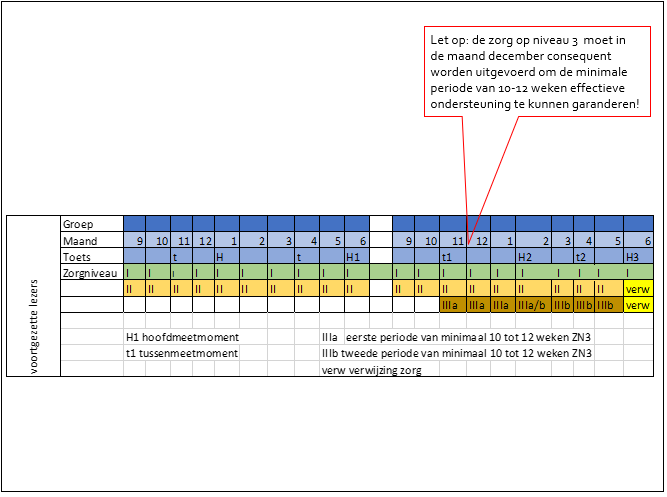 Let op: de zorg op niveau 3 moet in
de maand december consequent
worden uitgevoerd om de minimale
periode van 10-12 weken effectieve
ondersteuning te kunnen garanderen!
voortgezette lezers
Groep
Maand 9 10 11 12 1 2 3 4 5 6 9 10 11 12 1 2 3 4 5 6
Toets t H t H1 t1 H2 t2 H3
Zorgniveau I I I I I I I I I I I I I I I I I I I I
II II II II II II II II II II II II II II II II II II II verw
IIIa IIIa IIIa IIIa/b IIIb IIIb IIIb verw
H1 hoofdmeetmoment IIIa eerste periode van minimaal 10 tot 12 weken ZN3
t1 tussenmeetmoment IIIb tweede periode van minimaal 10 tot 12 weken ZN3
verw verwijzing zorg